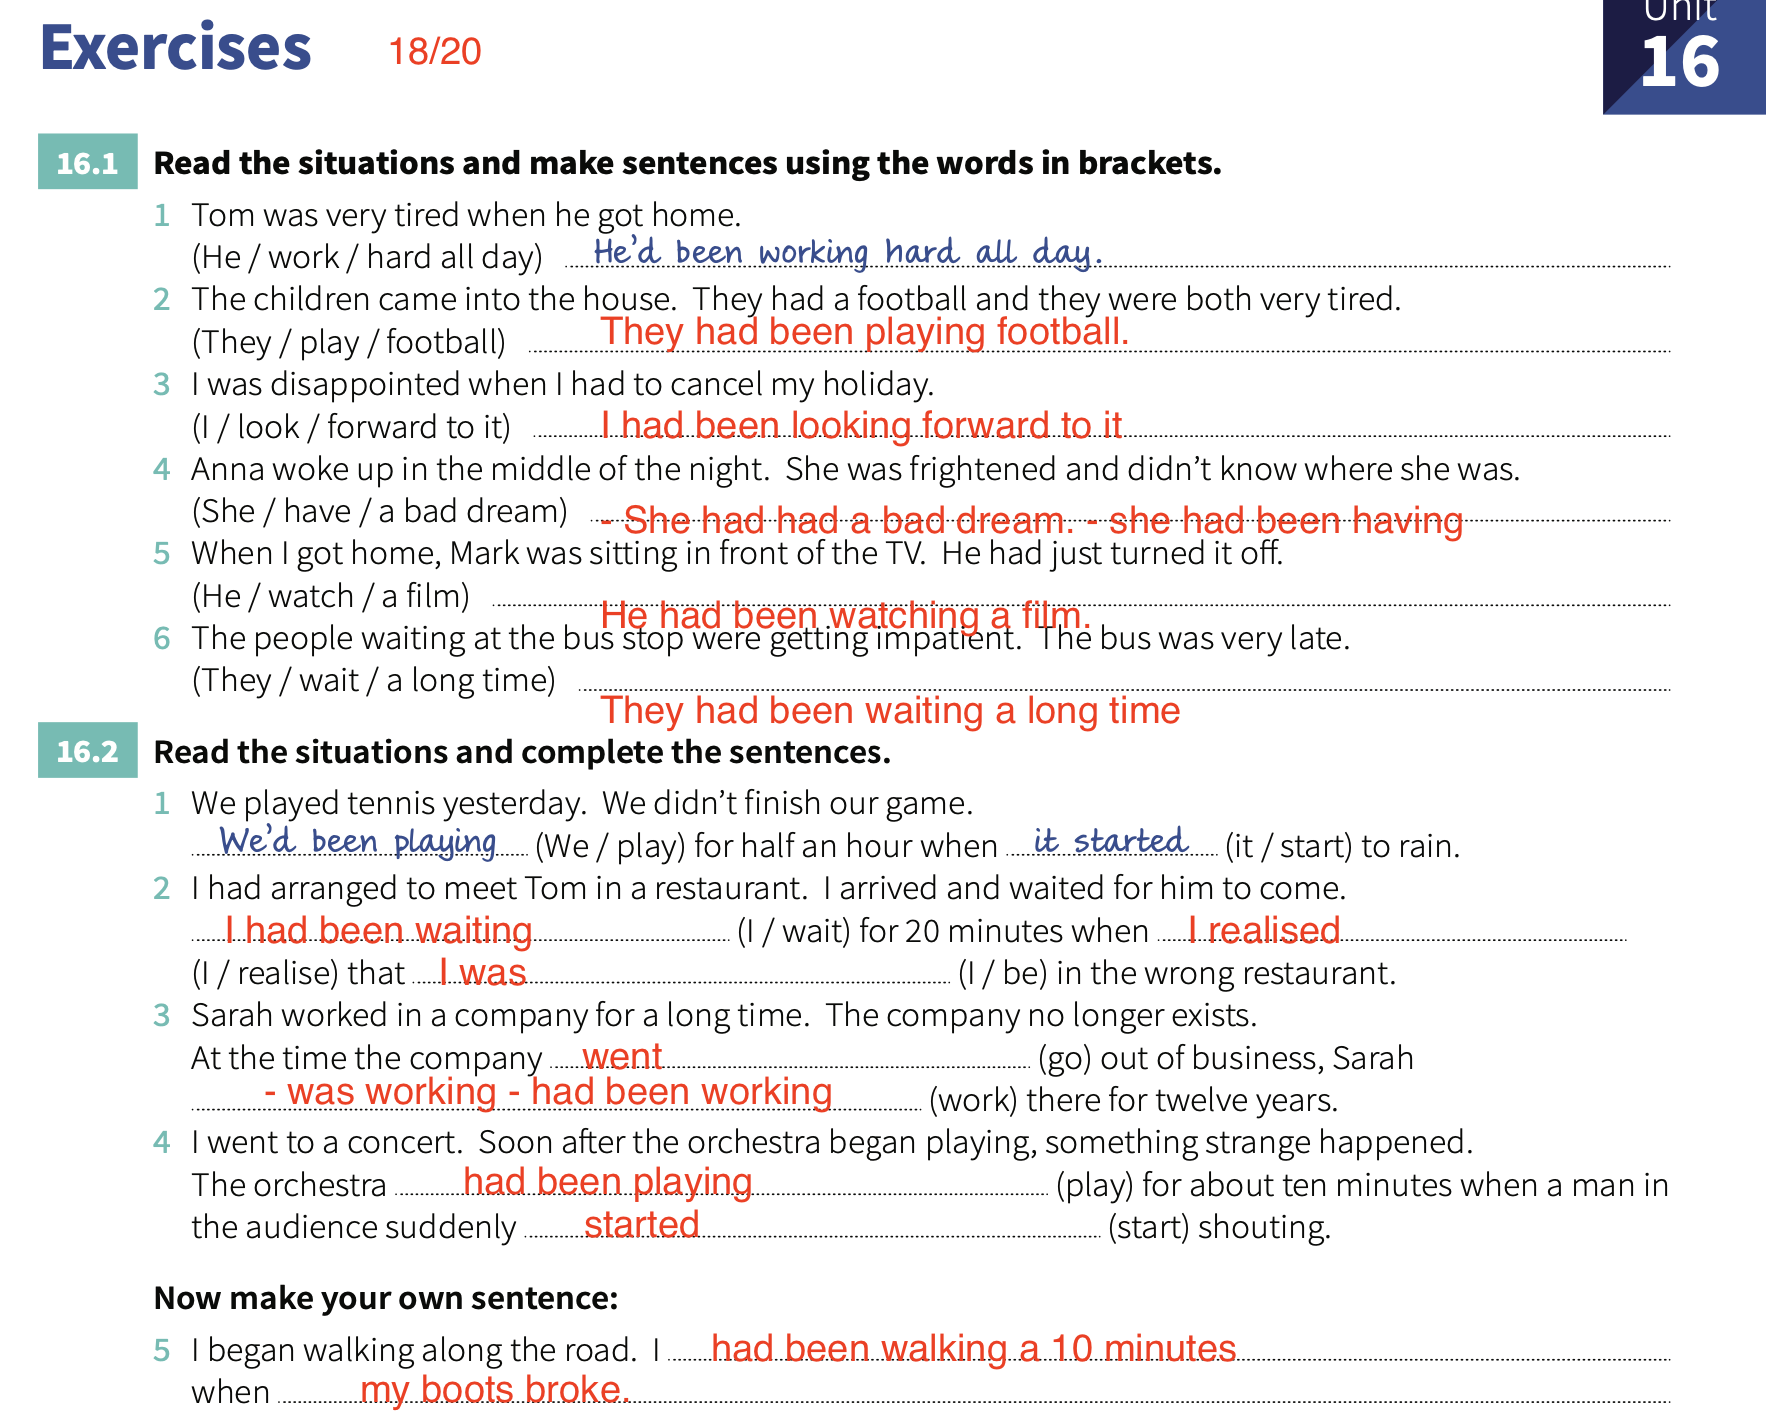 Unit
Exercises 18/20
16
16.1 Read the situations and make sentences using the words in brackets.
1 Tom was very tired when he got home.
(He / work / hard all day) He'd been working hard all day.
2 The children came into the house. They had a football and they were both very tired.
(They / play / football) They had been playing football.
3 I was disappointed when I had to cancel my holiday.
(I / look / forward to it) I had been looking forward to it
4 Anna woke up in the middle of the night. She was frightened and didn't know where she was.
(She / have / a bad dream) - She had had a bad dream. - she had been having
5 When I got home, Mark was sitting in front of the TV. He had just turned it off.
(He / watch / a film) He had been watching a film.
6 The people waiting at the bus stop were getting impatient. The bus was very late.
(They / wait / a long time) They had been waiting a long time
16.2 Read the situations and complete the sentences.
1 We played tennis yesterday. We didn't finish our game.
We'd been playing (We / play) for half an hour when it started (it / start) to rain.
2 I had arranged to meet Tom in a restaurant. I arrived and waited for him to come.
I had been waiting (I / wait) for 20 minutes when I realised
(I / realise) that I was (I / be) in the wrong restaurant.
3 Sarah worked in a company for a long time. The company no longer exists.
At the time the company went (go) out of business, Sarah
- was working - had been working (work) there for twelve years.
4 I went to a concert. Soon after the orchestra began playing, something strange happened.
The orchestra had been playing (play) for about ten minutes when a man in
the audience suddenly started (start) shouting.
Now make your own sentence:
5 I began walking along the road. I had been walking a 10 minutes
when my boots broke.